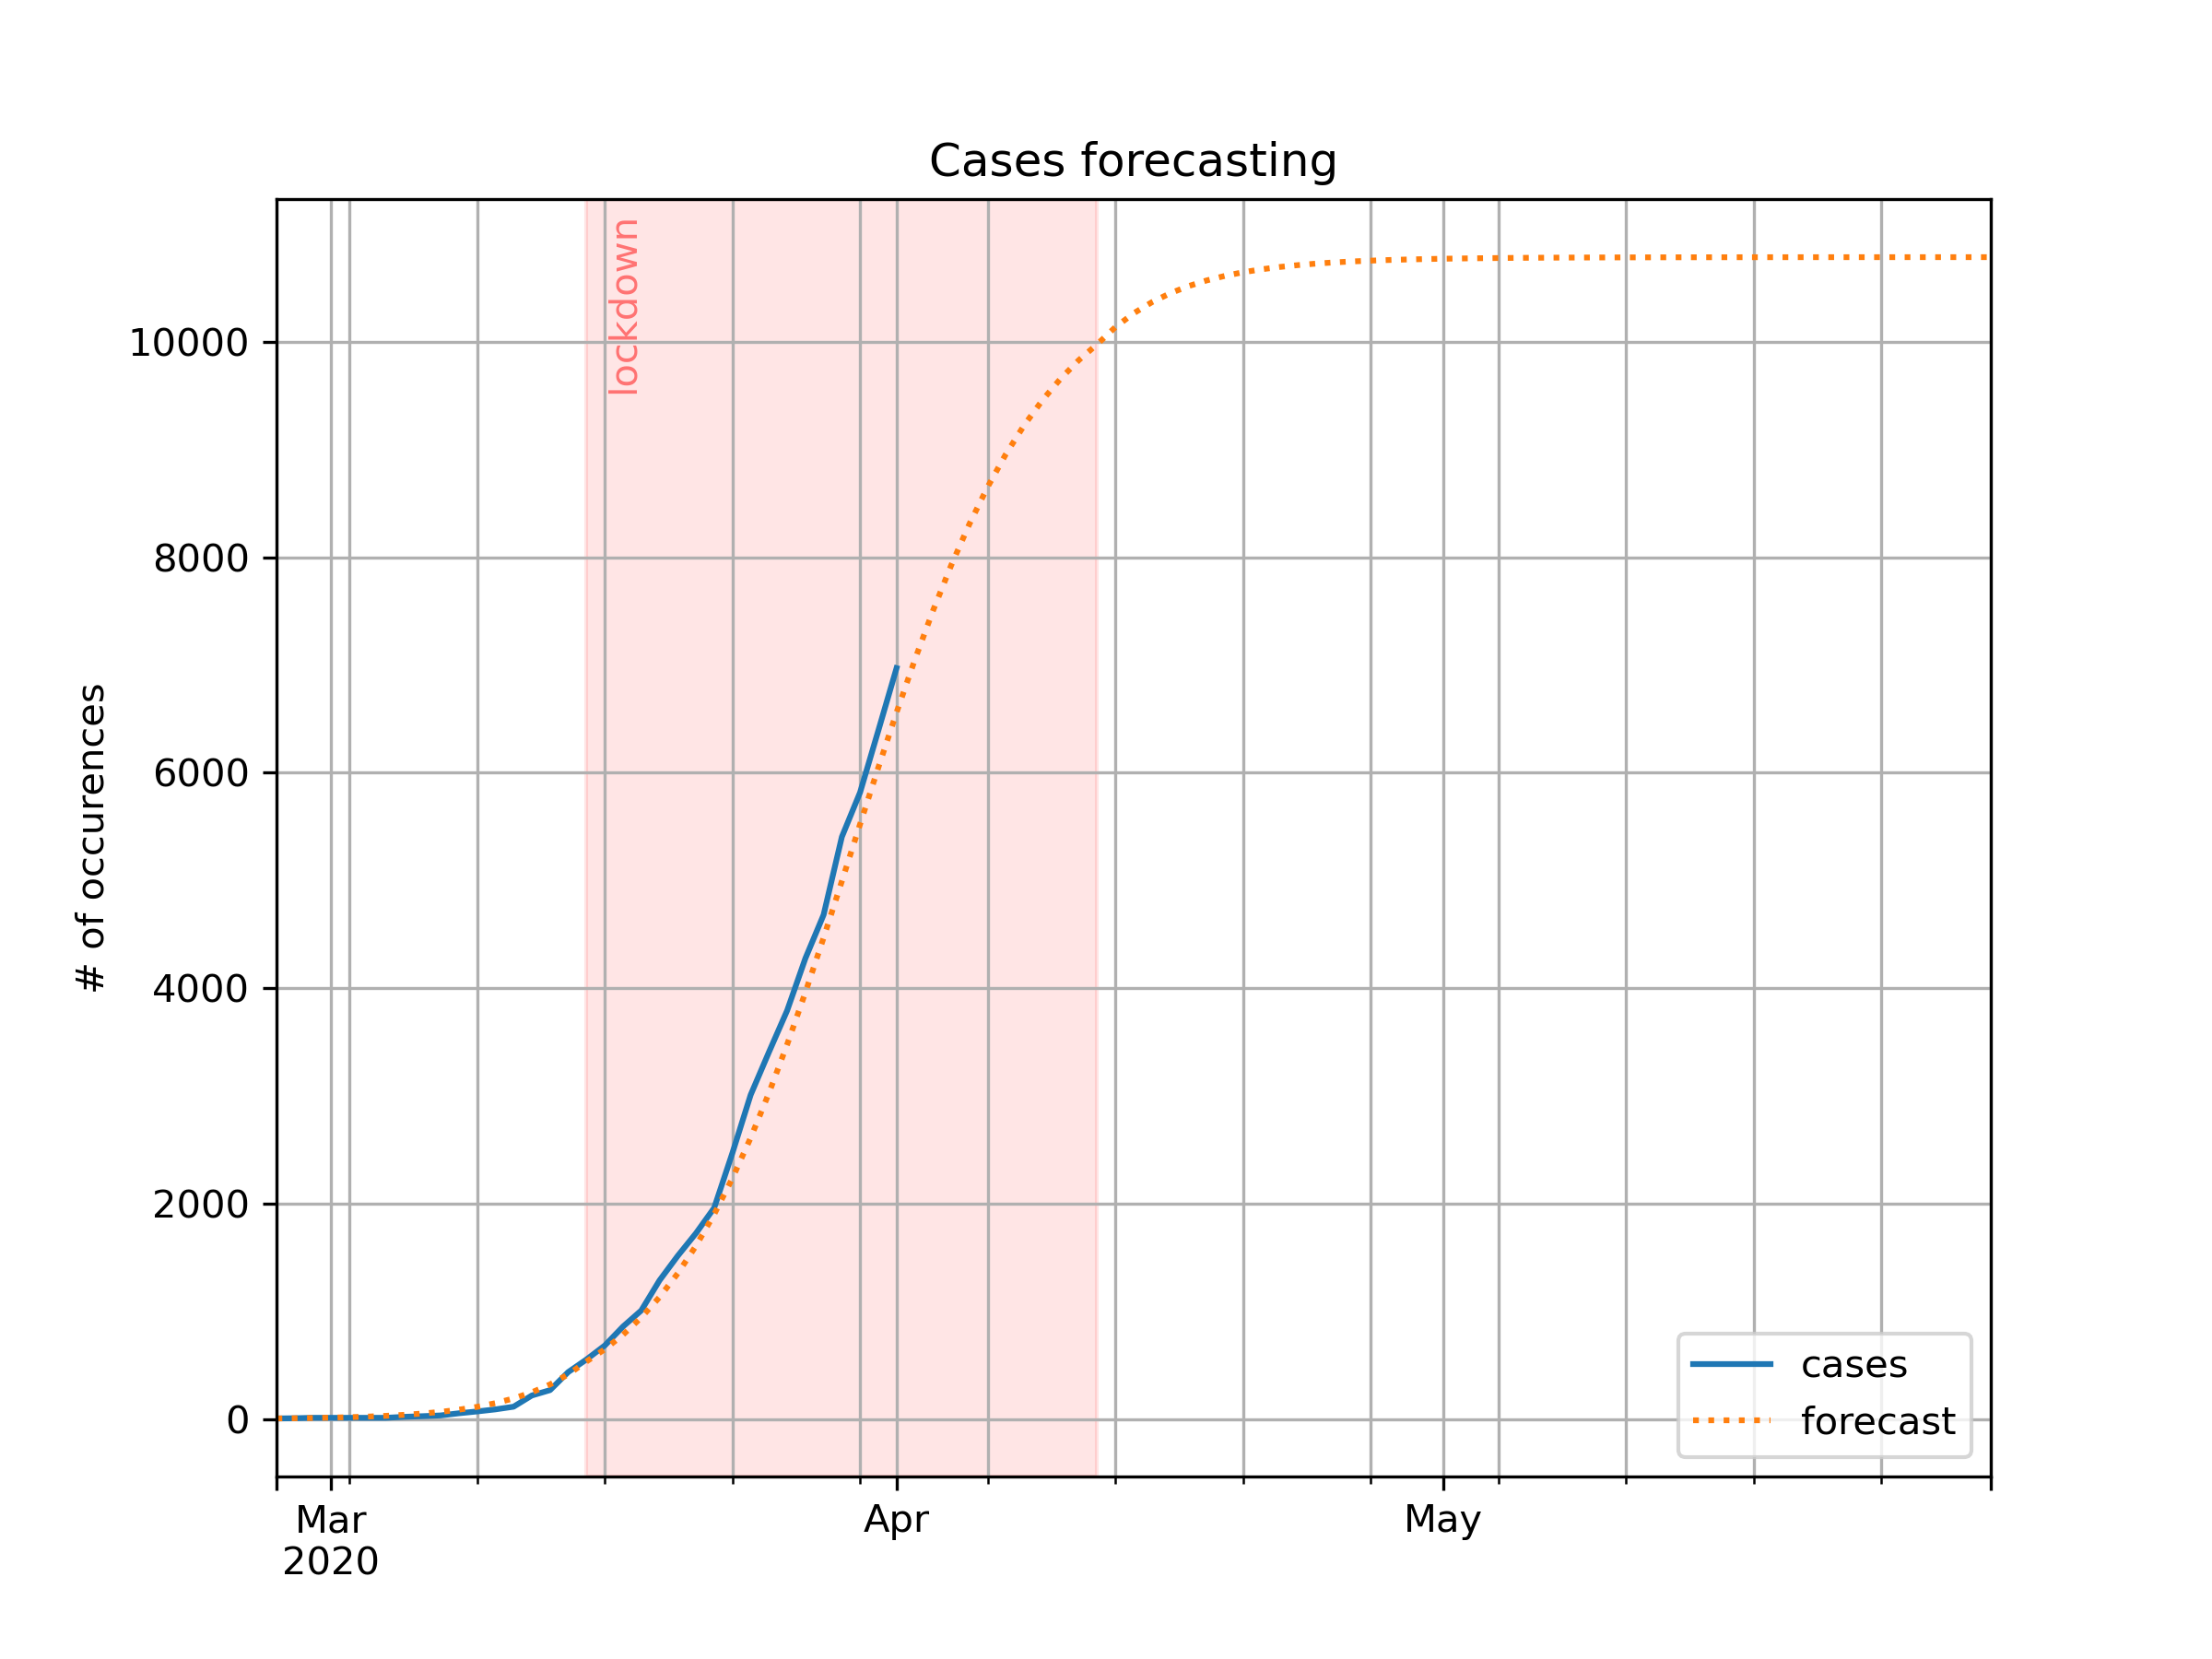 Cases forecasting
lockdown
# of occurences
10000
8000
6000
4000
2000
0
Mar
2020
Apr
May
cases
forecast